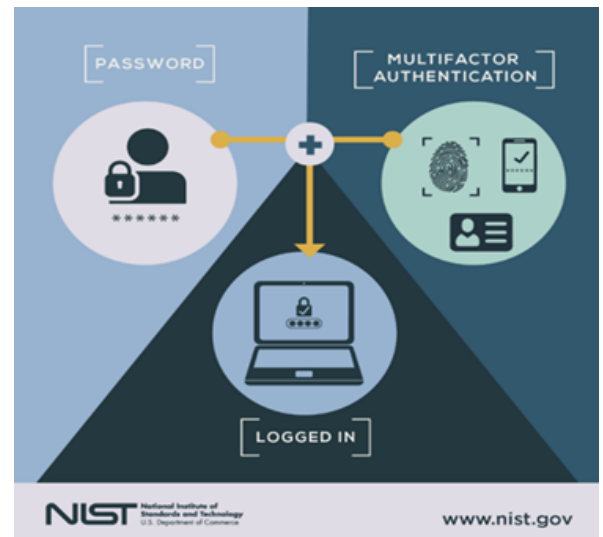 PASSWORD
MULTIFACTOR
AUTHENTICATION
******
LOGGED IN
NIST
National Institute of
Standards and Technology
U.S. Department of Commerce
www.nist.gov